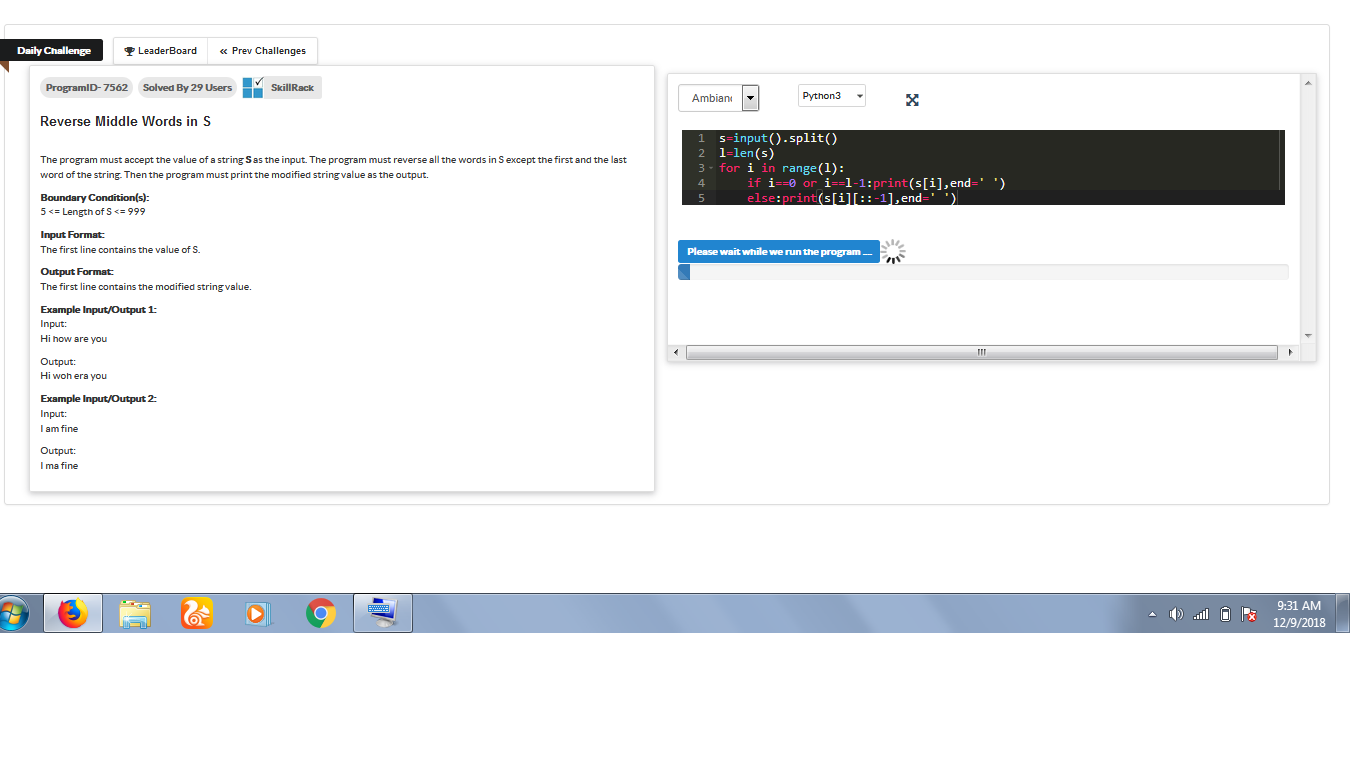 Daily Challenge
LeaderBoard
« Prev Challenges
ProgramID- 7562
Solved By 29 Users
SkillRack
Reverse Middle Words in S
The program must accept the value of a string S as the input. The program must reverse all the words in S except the first and the last
word of the string. Then the program must print the modified string value as the output.
Boundary Condition(s):
5 <= Length of S <= 999
Input Format:
The first line contains the value of S.
Output Format:
The first line contains the modified string value.
Example Input/Output 1:
Input:
Hi how are you
Output:
Hi woh era you
Example Input/Output 2:
Input:
I am fine
Output:
I ma fine
Ambian
Python3
1 s=input().split()
2 l=len(s)
3 for i in range(l):
4     if i==0 or i==l-1:print(s[i],end=' ')
5     else:print(s[i][::-1],end=' ')
Please wait while we run the program ...
9:31 AM
12/9/2018